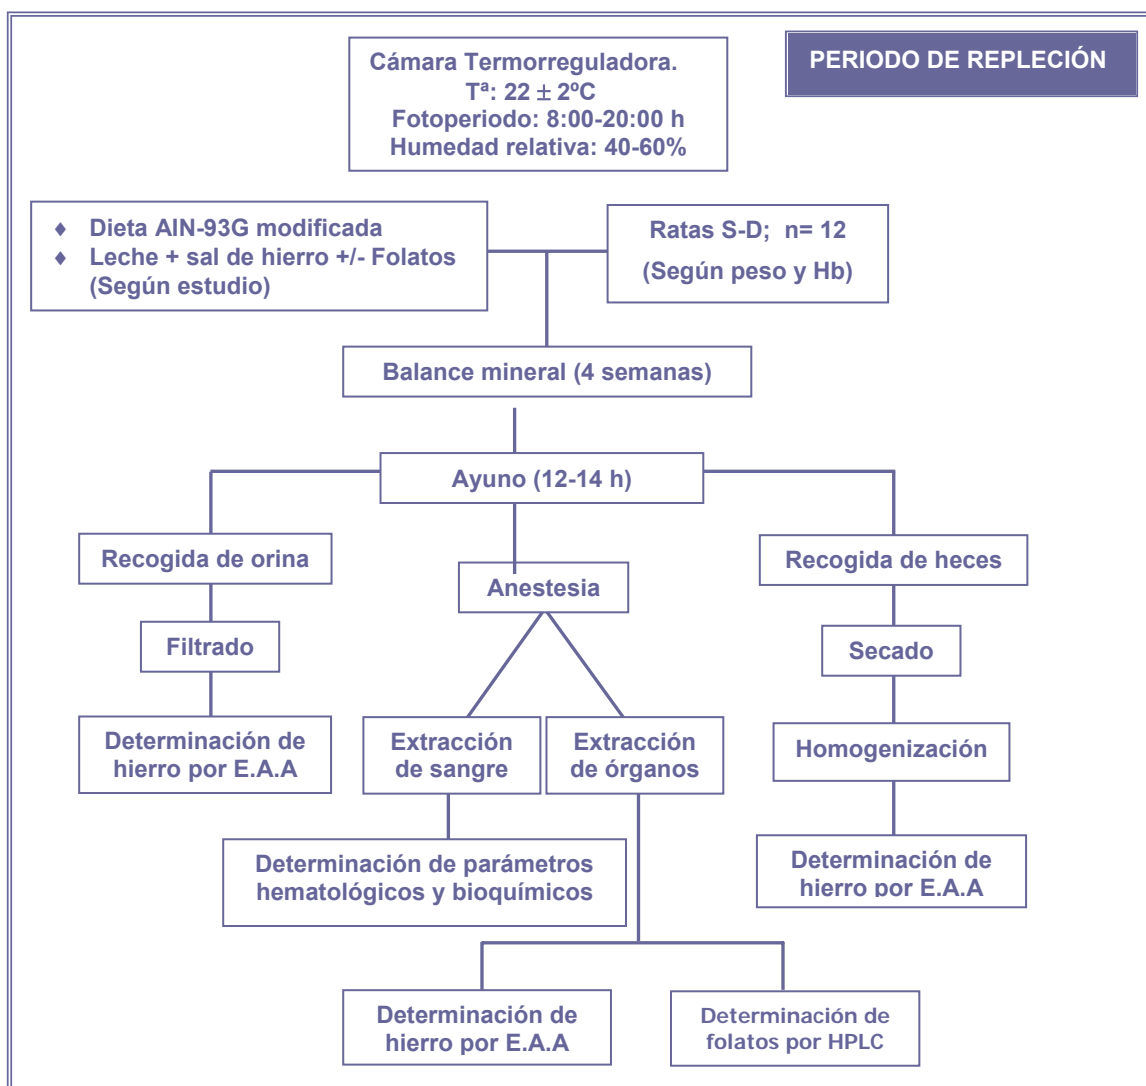 PERIODO DE REPLECIÓN
Cámara Termorreguladora.
Tª: 22 ± 2ºC
Fotoperiodo: 8:00-20:00 h
Humedad relativa: 40-60%
♦ Dieta AIN-93G modificada
♦ Leche + sal de hierro +/- Folatos
(Según estudio)
Ratas S-D; n= 12
(Según peso y Hb)
Balance mineral (4 semanas)
Ayuno (12-14 h)
Recogida de orina
Anestesia
Recogida de heces
Filtrado
Secado
Determinación de
hierro por E.A.A
Extracción
de sangre
Extracción
de órganos
Homogenización
Determinación de parámetros
hematológicos y bioquímicos
Determinación de
hierro por E.A.A
Determinación de
hierro por E.A.A
Determinación de
folatos por HPLC